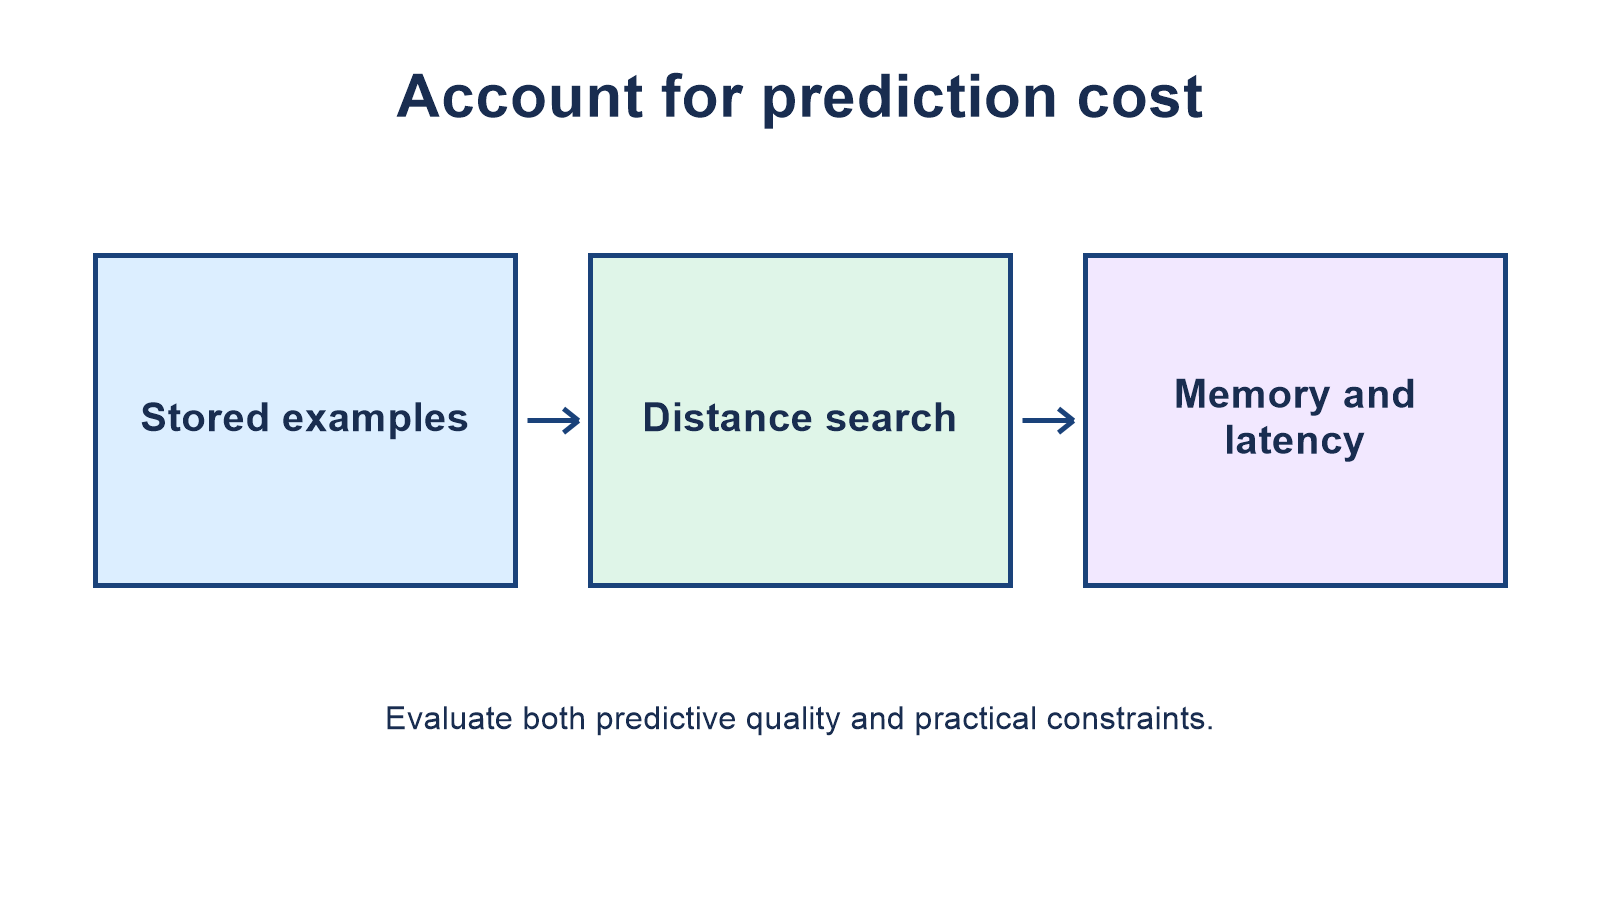 Account for prediction cost
Stored examples
Distance search
Memory and
latency
Evaluate both predictive quality and practical constraints.